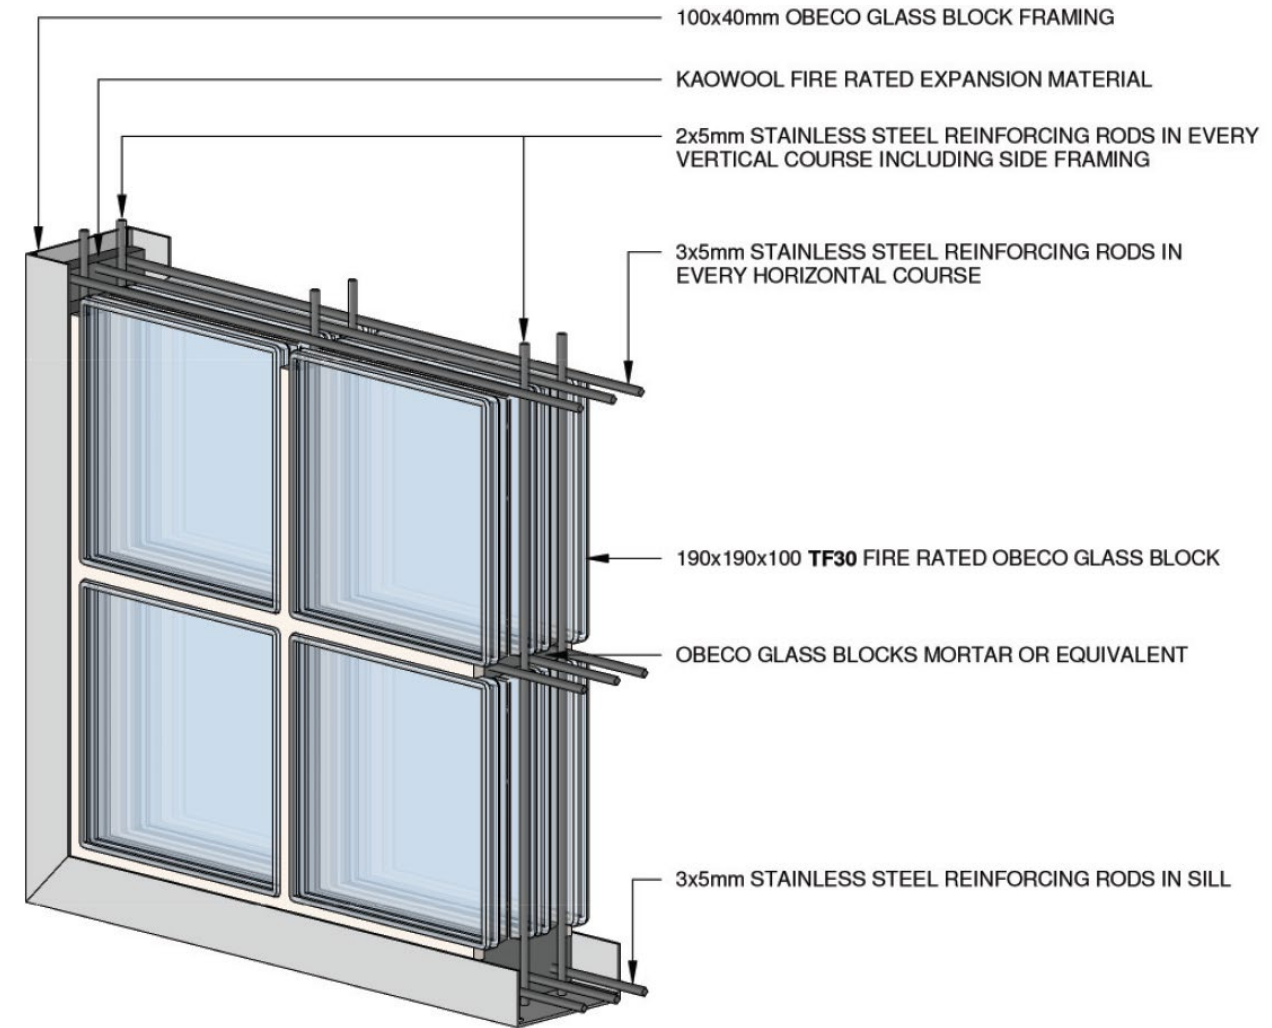 100x40mm OBECO GLASS BLOCK FRAMING
KAOWOOL FIRE RATED EXPANSION MATERIAL
2x5mm STAINLESS STEEL REINFORCING RODS IN EVERY
VERTICAL COURSE INCLUDING SIDE FRAMING
3x5mm STAINLESS STEEL REINFORCING RODS IN
EVERY HORIZONTAL COURSE
190x190x100 TF30 FIRE RATED OBECO GLASS BLOCK
OBECO GLASS BLOCKS MORTAR OR EQUIVALENT
3x5mm STAINLESS STEEL REINFORCING RODS IN SILL